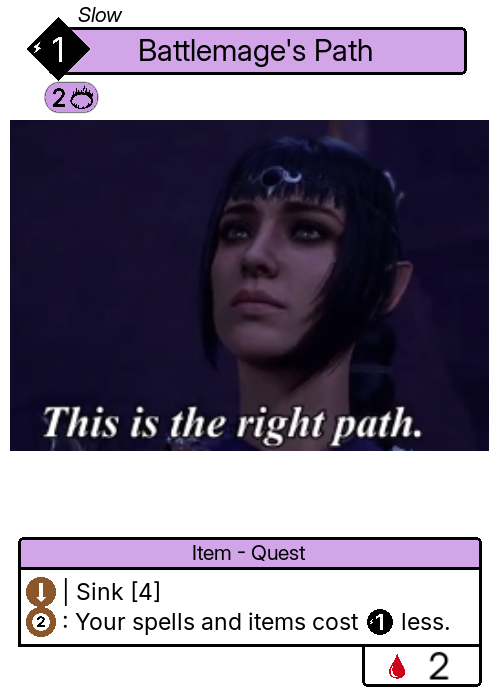 Slow
1
Battlemage's Path
2
This is the right path.
Item - Quest
| Sink [4]
2 : Your spells and items cost 1 less.
2